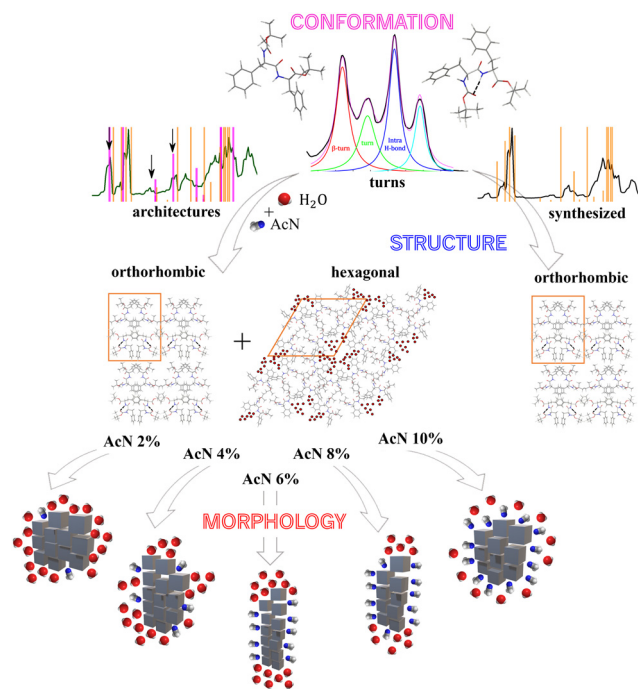 CONFORMATION
β-turn
turn
Intra
H-bond
turns
architectures
H₂O
+
AcN
synthesized
STRUCTURE
orthorhombic
hexagonal
orthorhombic
+
AcN 2%
AcN 4%
AcN 6%
AcN 8%
AcN 10%
MORPHOLOGY